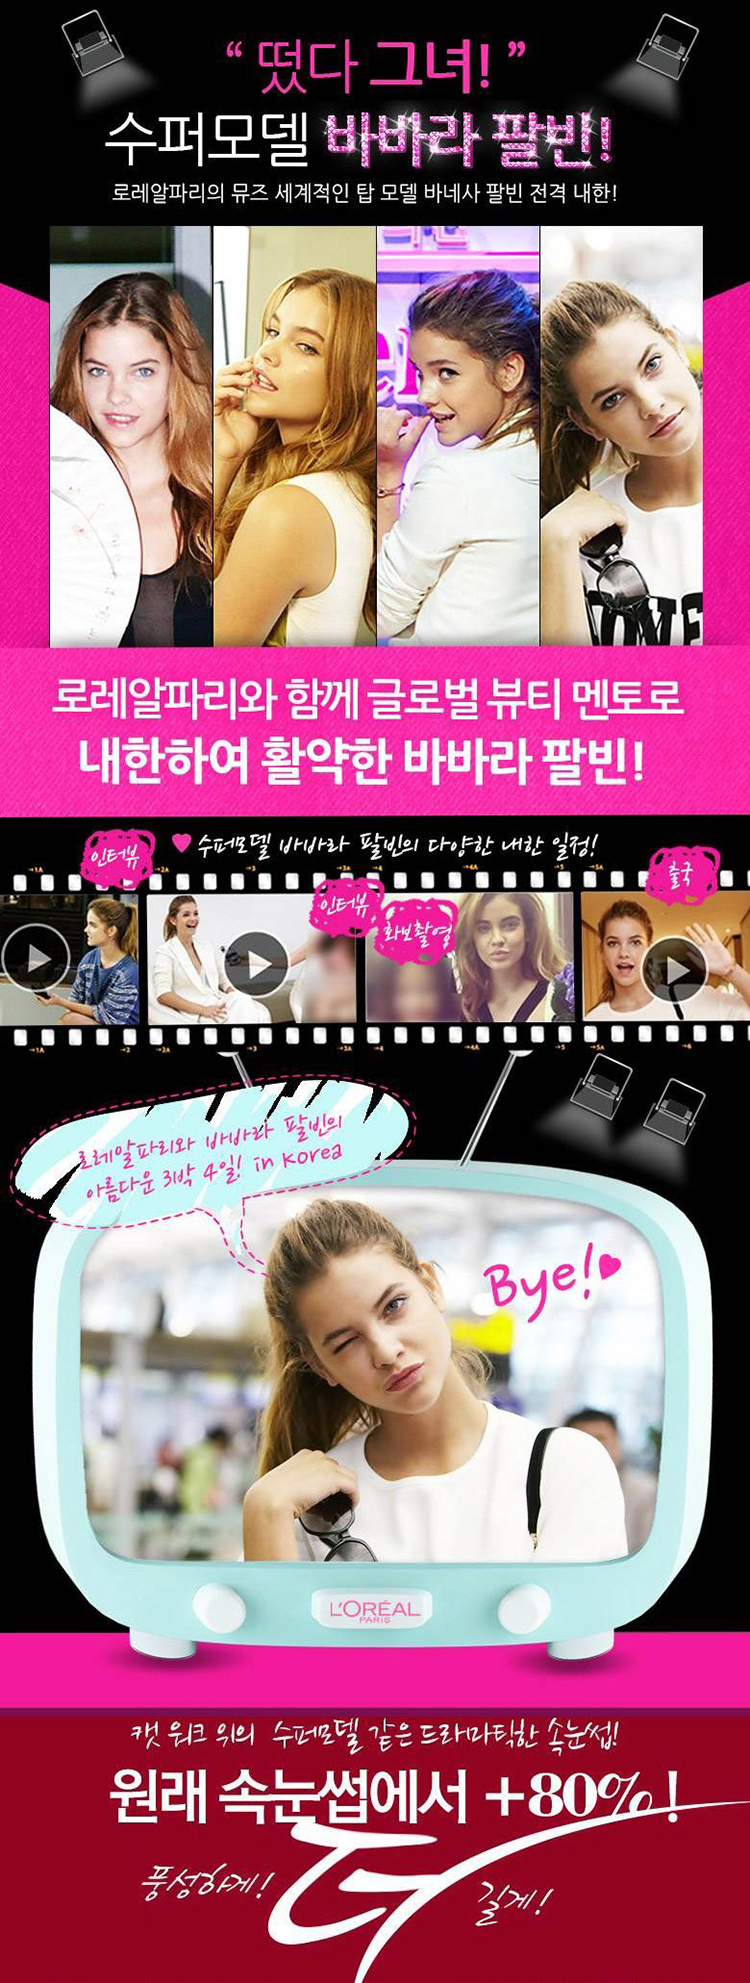 “ 떴다 그녀! ”
수퍼모델 바바라 팔빈!
로레알파리의 뮤즈 세계적인 탑 모델 바네사 팔빈 전격 내한!
로레알파리와 함께 글로벌 뷰티 멘토로
내한하여 활약한 바바라 팔빈!
♥ 수퍼모델 바바라 팔빈의 다양한 내한 일정!
인터뷰
인터뷰
화보촬영
출국
로레알파리와 바바라 팔빈의
아름다운 3박 4일! in Korea
Bye!♥
L'ORÉAL
PARIS
캣 워크 위의 수퍼모델 같은 드라마틱한 속눈썹!
원래 속눈썹에서 +80%!
풍성하게! 더 길게!